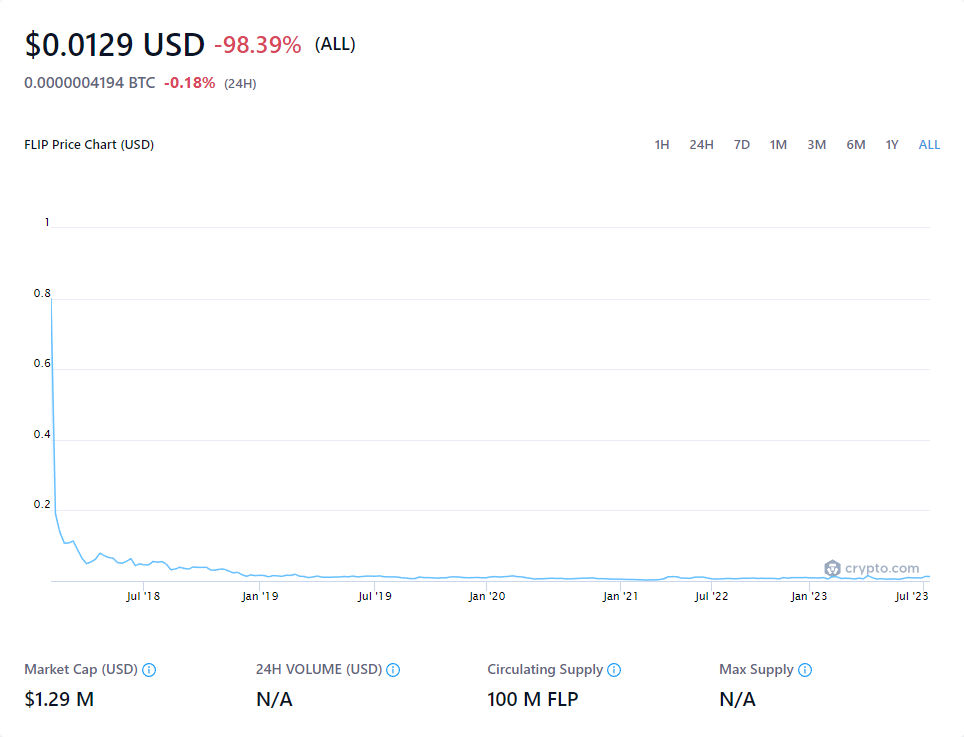 $0.0129 USD -98.39% (ALL)
0.0000004194 BTC -0.18% (24H)
FLIP Price Chart (USD) 1H 24H 7D 1M 3M 6M 1Y ALL
1
0.8
0.6
0.4
0.2
crypto.com
Jul '18 Jan '19 Jul '19 Jan '20 Jan '21 Jul '22 Jan '23 Jul '23
Market Cap (USD) 24H VOLUME (USD) Circulating Supply Max Supply
$1.29 M N/A 100 M FLP N/A